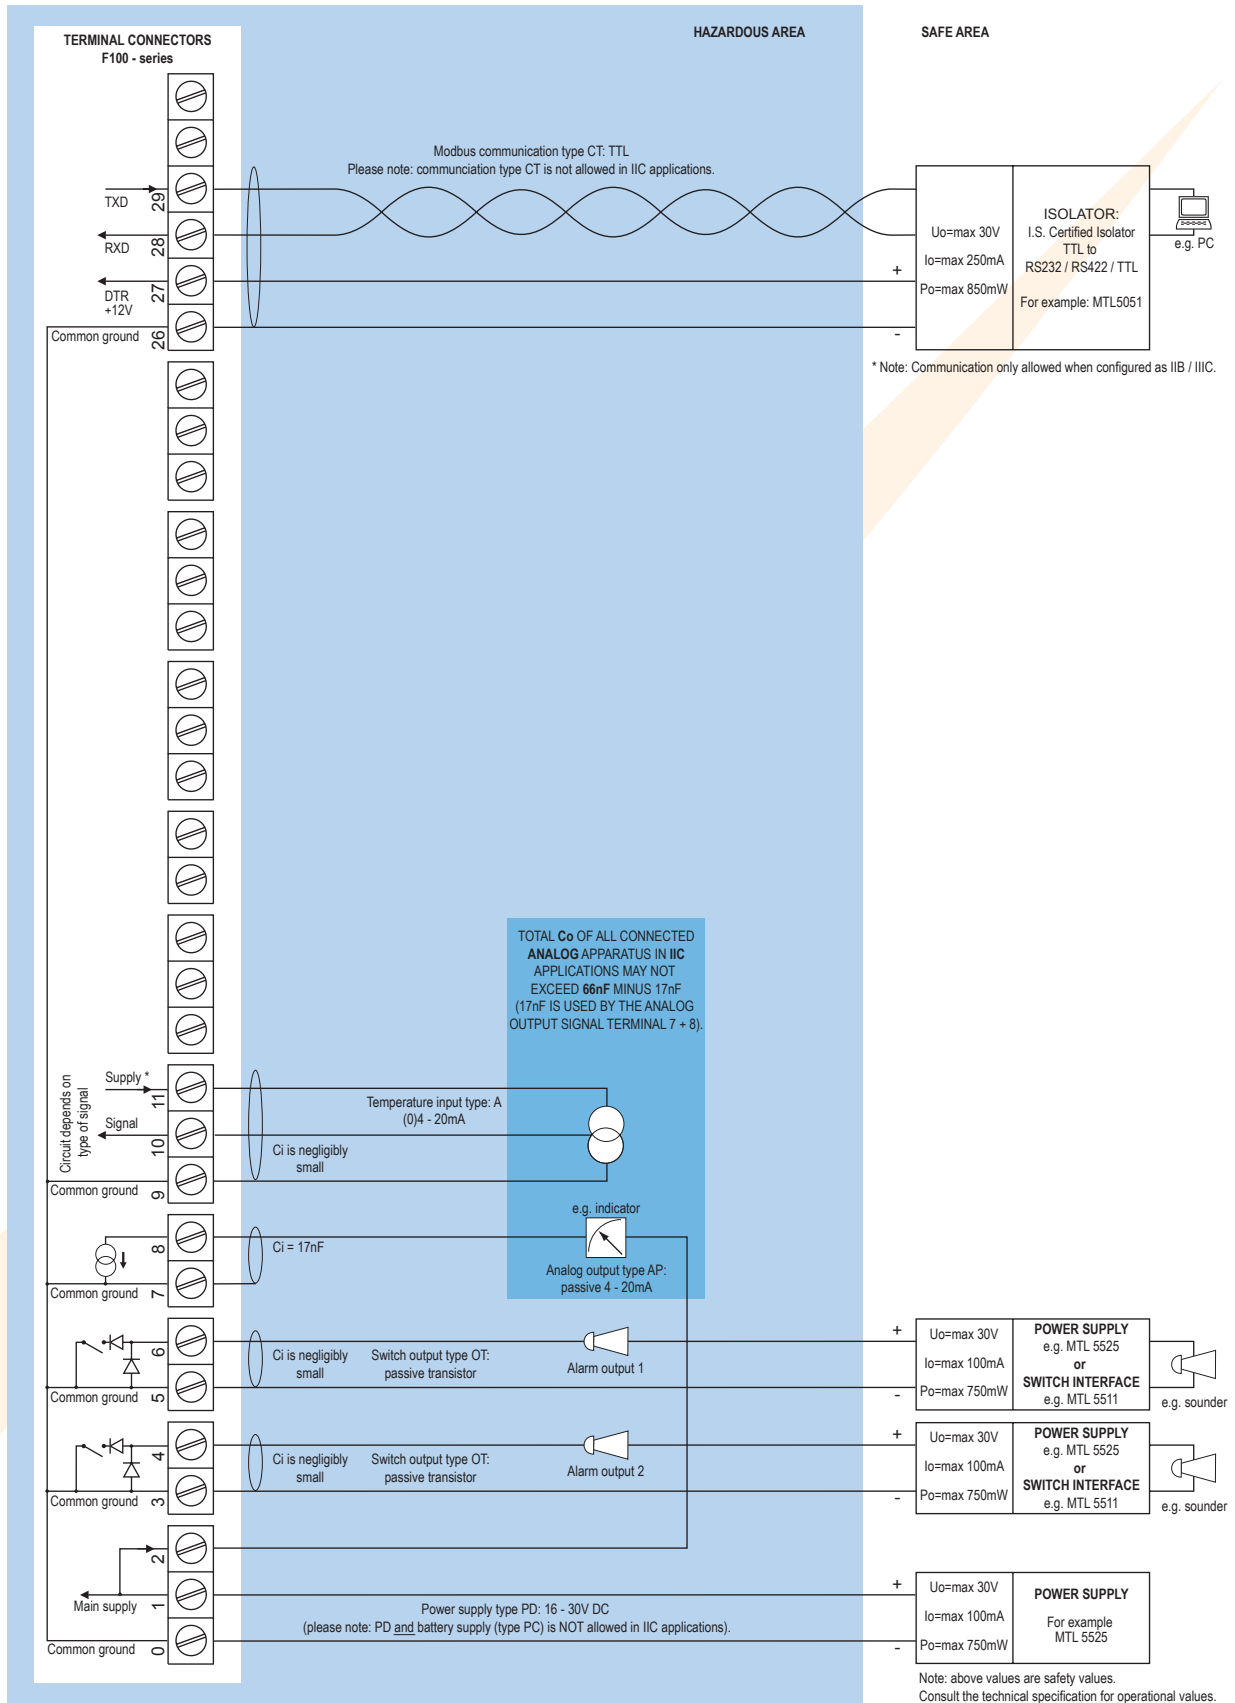 TERMINAL CONNECTORS
F100 - series
HAZARDOUS AREA
SAFE AREA
Modbus communication type CT: TTL
Please note: communciation type CT is not allowed in IIC applications.
TXD
29
RXD
28
DTR
+12V
27
Common ground
26
+
-
Uo=max 30V
Io=max 250mA
Po=max 850mW
ISOLATOR:
I.S. Certified Isolator
TTL to
RS232 / RS422 / TTL
For example: MTL5051
e.g. PC
* Note: Communication only allowed when configured as IIB / IIIC.
TOTAL Co OF ALL CONNECTED
ANALOG APPARATUS IN IIC
APPLICATIONS MAY NOT
EXCEED 66nF MINUS 17nF
(17nF IS USED BY THE ANALOG
OUTPUT SIGNAL TERMINAL 7 + 8).
Circuit depends on
type of signal
Supply *
11
Signal
10
Common ground
9
Temperature input type: A
(0)4 - 20mA
Ci is negligibly
small
e.g. indicator
8
Ci = 17nF
Common ground
7
Analog output type AP:
passive 4 - 20mA
6
Common ground
5
Ci is negligibly
small
Switch output type OT:
passive transistor
Alarm output 1
+
-
Uo=max 30V
Io=max 100mA
Po=max 750mW
POWER SUPPLY
e.g. MTL 5525
or
SWITCH INTERFACE
e.g. MTL 5511
e.g. sounder
4
Common ground
3
Ci is negligibly
small
Switch output type OT:
passive transistor
Alarm output 2
+
-
Uo=max 30V
Io=max 100mA
Po=max 750mW
POWER SUPPLY
e.g. MTL 5525
or
SWITCH INTERFACE
e.g. MTL 5511
e.g. sounder
2
Main supply
1
Common ground
0
Power supply type PD: 16 - 30V DC
(please note: PD and battery supply (type PC) is NOT allowed in IIC applications).
+
-
Uo=max 30V
Io=max 100mA
Po=max 750mW
POWER SUPPLY
For example
MTL 5525
Note: above values are safety values.
Consult the technical specification for operational values.